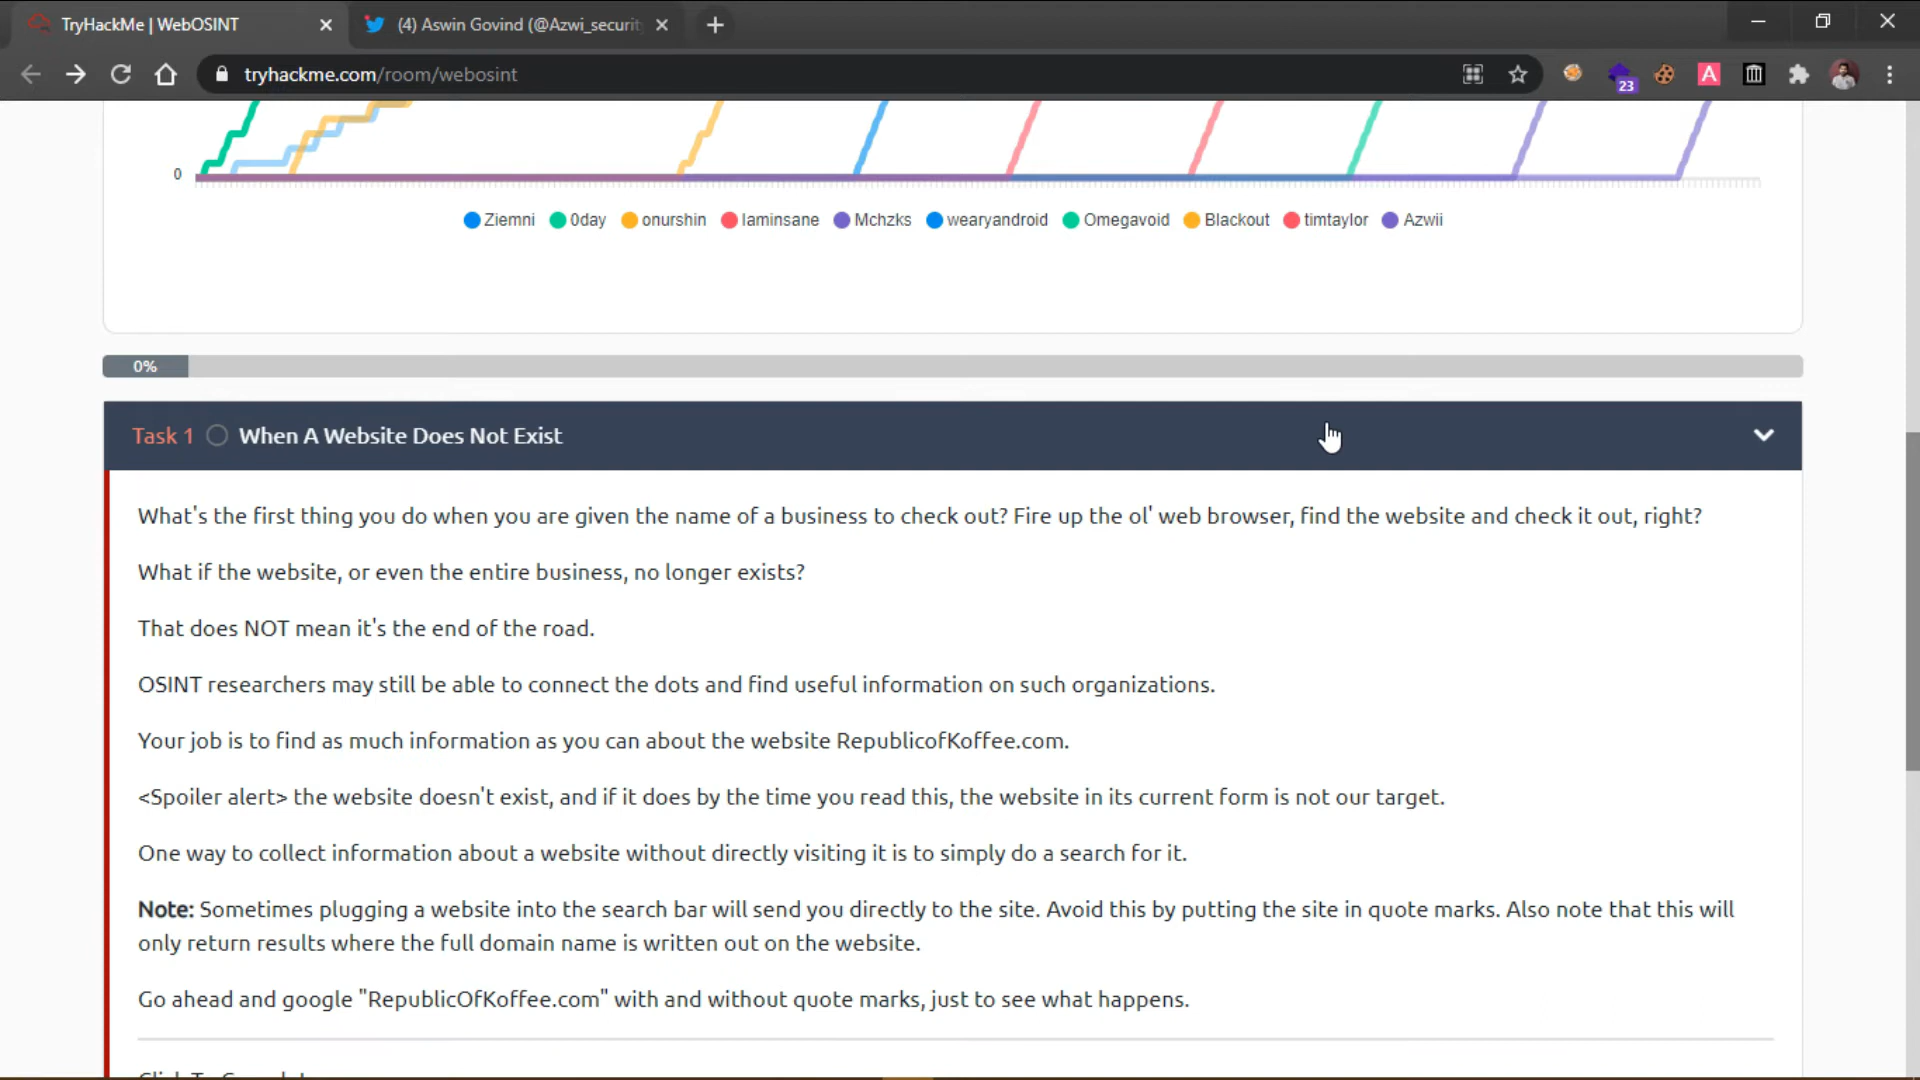 TryHackMe | WebOSINT
(4) Aswin Govind (@Azwi_securit
tryhackme.com/room/webosint
23
A
0
Ziemni 0day onurshin laminsane Mchzks wearyandroid Omegavoid Blackout timtaylor Azwii
0%
Task 1 When A Website Does Not Exist
What's the first thing you do when you are given the name of a business to check out? Fire up the ol' web browser, find the website and check it out, right?
What if the website, or even the entire business, no longer exists?
That does NOT mean it's the end of the road.
OSINT researchers may still be able to connect the dots and find useful information on such organizations.
Your job is to find as much information as you can about the website RepublicofKoffee.com.
<Spoiler alert> the website doesn't exist, and if it does by the time you read this, the website in its current form is not our target.
One way to collect information about a website without directly visiting it is to simply do a search for it.
Note: Sometimes plugging a website into the search bar will send you directly to the site. Avoid this by putting the site in quote marks. Also note that this will
only return results where the full domain name is written out on the website.
Go ahead and google "RepublicOfKoffee.com" with and without quote marks, just to see what happens.